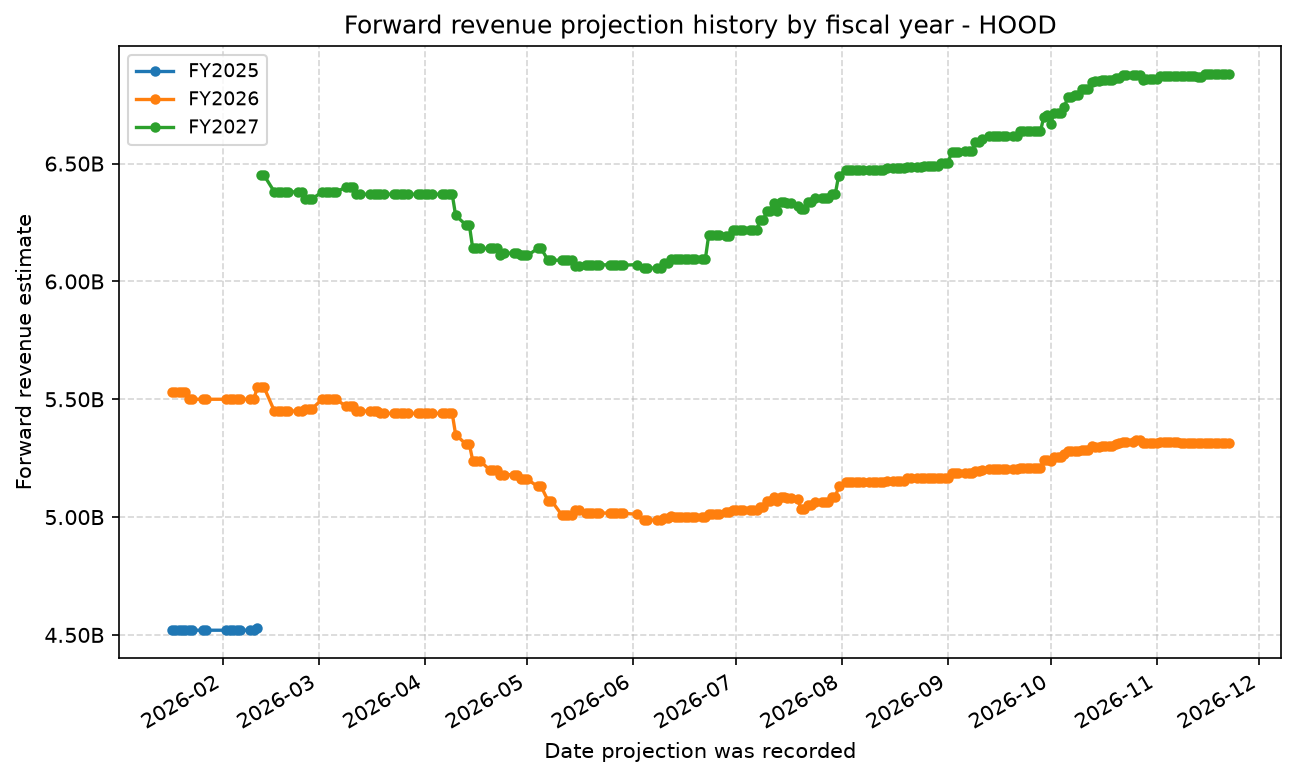 Forward revenue projection history by fiscal year - HOOD
FY2025
FY2026
FY2027
Forward revenue estimate
6.50B
6.00B
5.50B
5.00B
4.50B
2026-02
2026-03
2026-04
2026-05
2026-06
2026-07
2026-08
2026-09
2026-10
2026-11
2026-12
Date projection was recorded